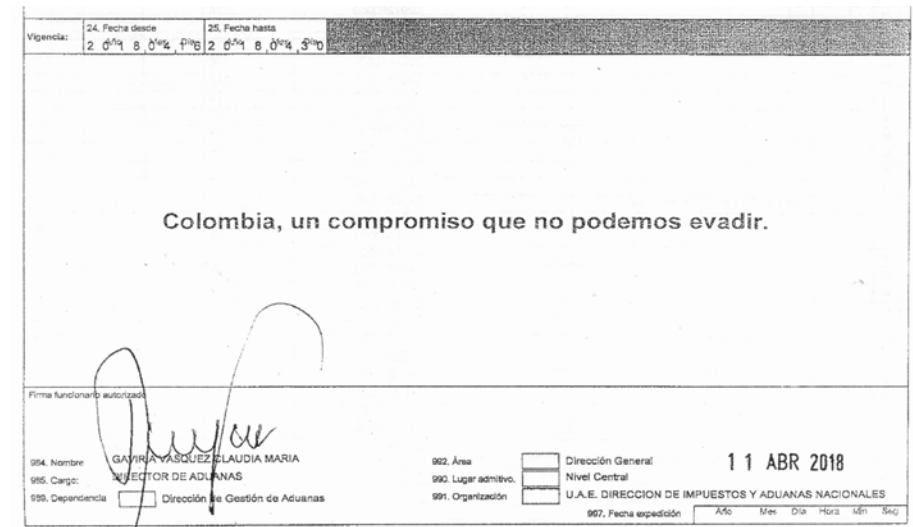 Vigencia:
24. Fecha desde
25. Fecha hasta
2 0 1 8 0 4 1 6
2 0 1 8 0 4 3 0
Colombia, un compromiso que no podemos evadir.
Firma funcionario autorizado
984. Nombre GAVIRIA VASQUEZ CLAUDIA MARIA
985. Cargo: DIRECTOR DE ADUANAS
989. Dependencia Dirección de Gestión de Aduanas
992. Área Dirección General
990. Lugar admitivo. Nivel Central
991. Organización U.A.E. DIRECCION DE IMPUESTOS Y ADUANAS NACIONALES
11 ABR 2018
997. Fecha expedición Año Mes Día Hora Min Seg